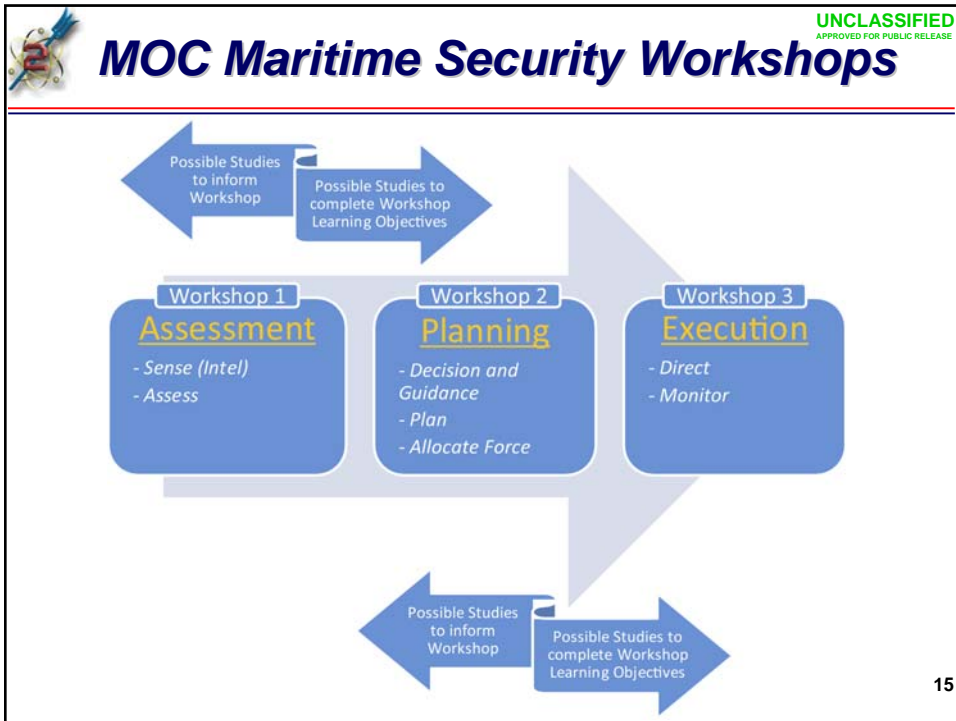 UNCLASSIFIED
APPROVED FOR PUBLIC RELEASE
MOC Maritime Security Workshops
Possible Studies
to inform
Workshop
Possible Studies to
complete Workshop
Learning Objectives
Workshop 1
Assessment
- Sense (Intel)
- Assess
Workshop 2
Planning
- Decision and
Guidance
- Plan
- Allocate Force
Workshop 3
Execution
- Direct
- Monitor
Possible Studies
to inform
Workshop
Possible Studies to
complete Workshop
Learning Objectives
15